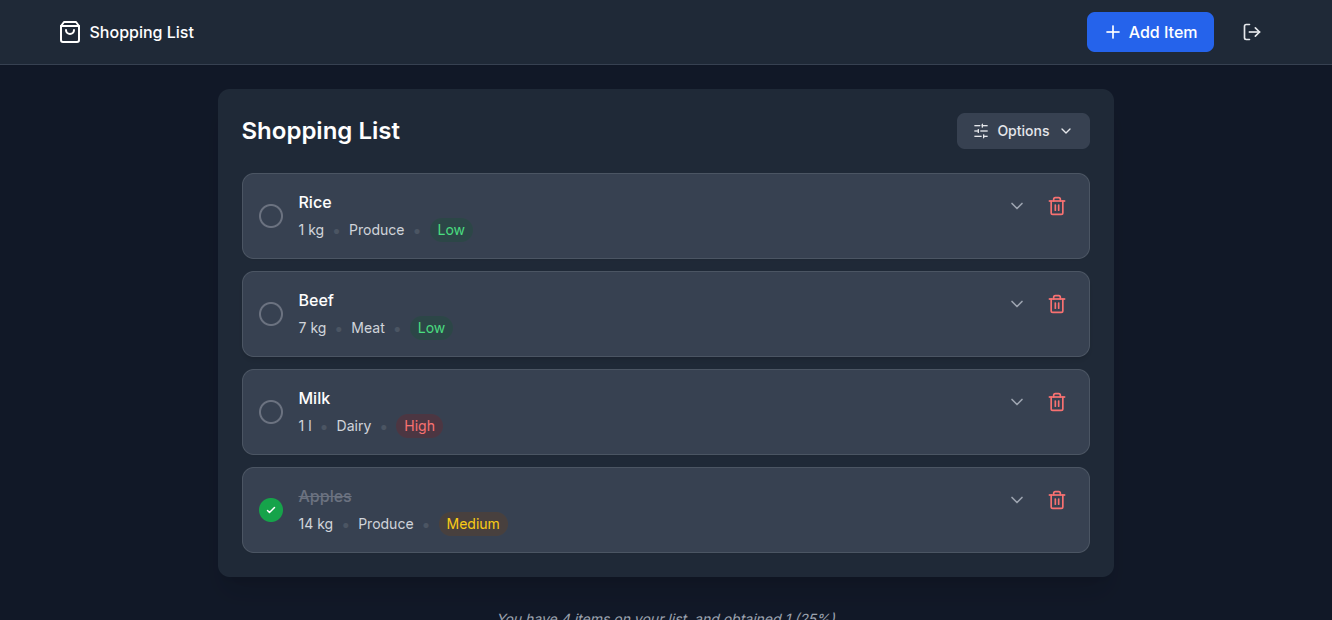 Shopping List
Add Item
Shopping List
Options
Rice
1 kg Produce Low
Beef
7 kg Meat Low
Milk
1 l Dairy High
Apples
14 kg Produce Medium
You have 4 items on your list, and obtained 1 (25%)